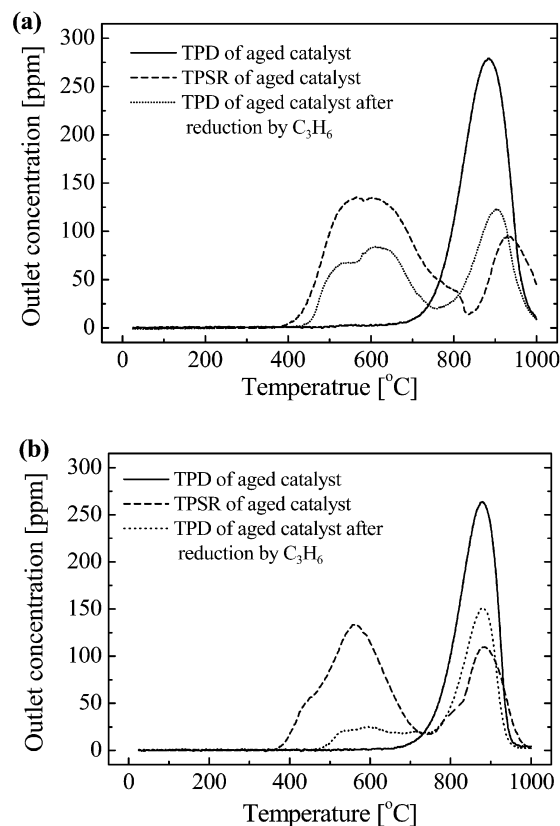 (a)
300
250
200
150
100
50
0
Outlet concentration [ppm]
TPD of aged catalyst
TPSR of aged catalyst
TPD of aged catalyst after
reduction by C3H6
0 200 400 600 800 1000
Temperatrue [°C]
(b)
300
250
200
150
100
50
0
Outlet concentration [ppm]
TPD of aged catalyst
TPSR of aged catalyst
TPD of aged catalyst after
reduction by C3H6
0 200 400 600 800 1000
Temperature [°C]